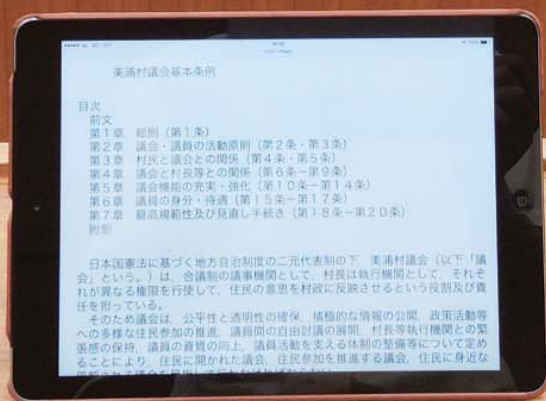 美浦村議会基本条例
目次
前文
第1章 総則（第1条）
第2章 議会・議員の活動原則（第2条・第3条）
第3章 村民と議会との関係（第4条・第5条）
第4章 議会と村長等との関係（第6条－第9条）
第5章 議会機能の充実・強化（第10条－第14条）
第6章 議員の身分・待遇（第15条－第17条）
第7章 最高規範性及び見直し手続き（第18条－第20条）
附則
日本国憲法に基づく地方自治制度の二元代表制の下、美浦村議会（以下「議
会」という。）は、合議制の議事機関として、村長は執行機関として、それぞ
れが異なる権限を行使して、住民の意思を村政に反映させるという役割及び責
任を担っている。
そのため議会は、公平性と透明性の確保、積極的な情報の公開、政策活動等
への多様な住民参加の推進、議員間の自由討議の展開、村長等執行機関との緊
張感の保持、議員の資質の向上、議員活動を支える体制の整備等について定め
ることにより、住民に開かれた議会、住民参加を推進する議会、住民に身近な